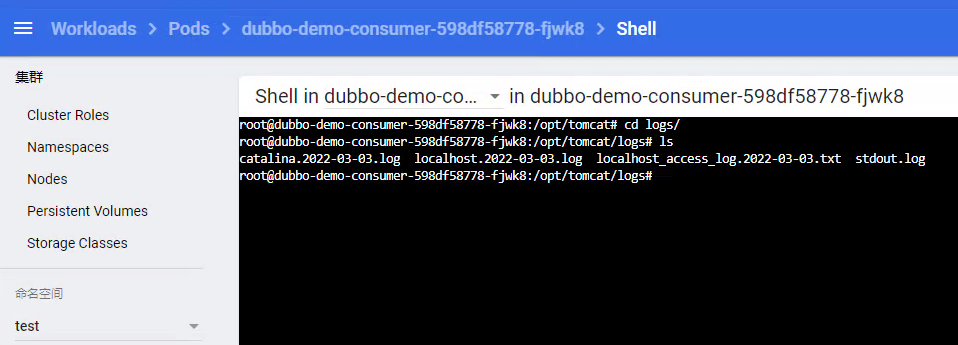 Workloads > Pods > dubbo-demo-consumer-598df58778-fjwk8 > Shell
集群
Cluster Roles
Namespaces
Nodes
Persistent Volumes
Storage Classes
命名空间
test
Shell in dubbo-demo-co... in dubbo-demo-consumer-598df58778-fjwk8
root@dubbo-demo-consumer-598df58778-fjwk8:/opt/tomcat# cd logs/
root@dubbo-demo-consumer-598df58778-fjwk8:/opt/tomcat/logs# ls
catalina.2022-03-03.log localhost.2022-03-03.log localhost_access_log.2022-03-03.txt stdout.log
root@dubbo-demo-consumer-598df58778-fjwk8:/opt/tomcat/logs#